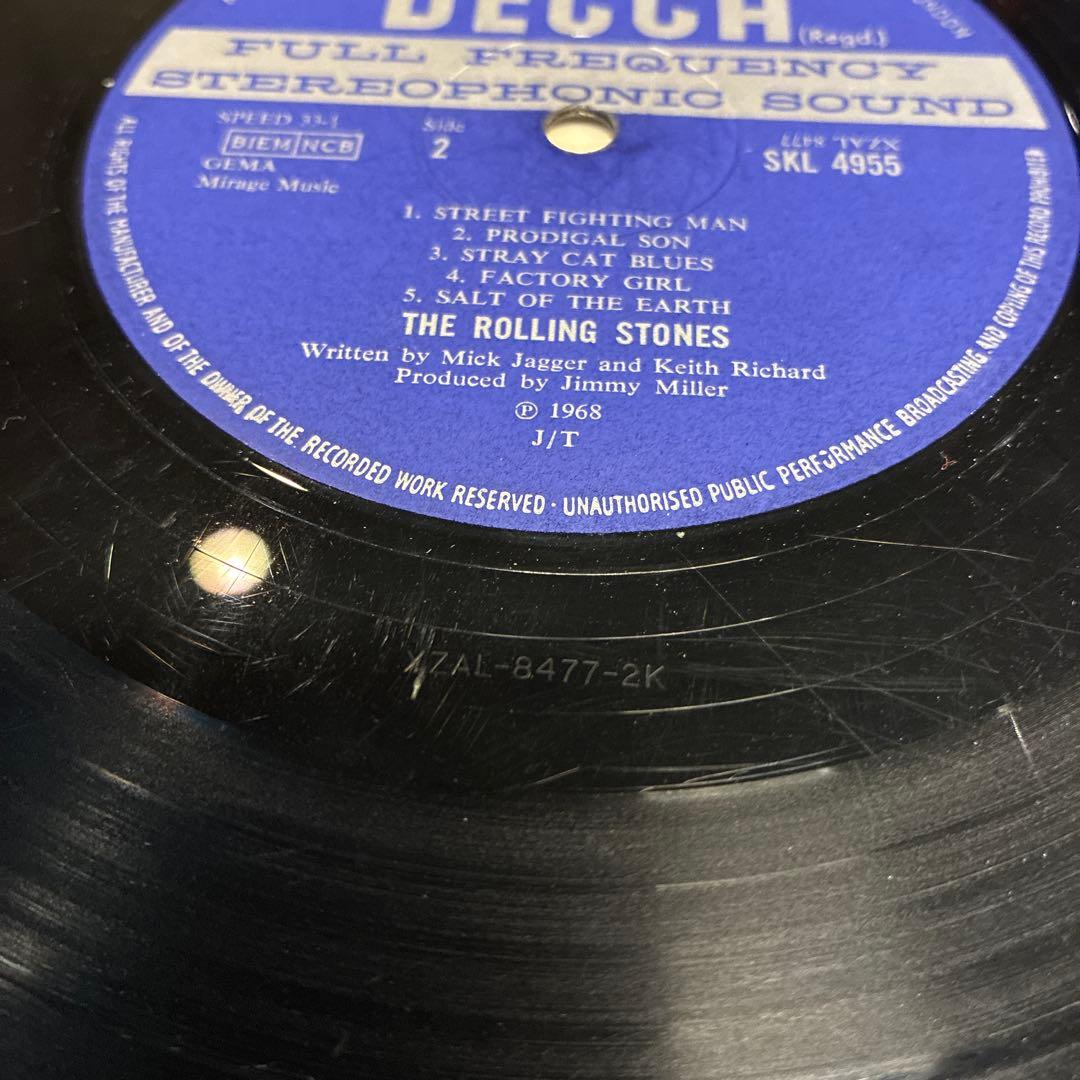 DECCA
(Regd.)
LONDON
FULL FREQUENCY
STEREOPHONIC SOUND
SPEED 33-1
BIEM/NCB
GEMA
Mirage Music
Side
2
XZAL. 8477
SKL 4955
1. STREET FIGHTING MAN
2. PRODIGAL SON
3. STRAY CAT BLUES
4. FACTORY GIRL
5. SALT OF THE EARTH
THE ROLLING STONES
Written by Mick Jagger and Keith Richard
Produced by Jimmy Miller
℗ 1968
J/T
ALL RIGHTS OF THE MANUFACTURER AND OF THE OWNER OF THE RECORDED WORK RESERVED · UNAUTHORISED PUBLIC PERFORMANCE BROADCASTING AND COPYING OF THIS RECORD PROHIBITED
XZAL-8477-2K